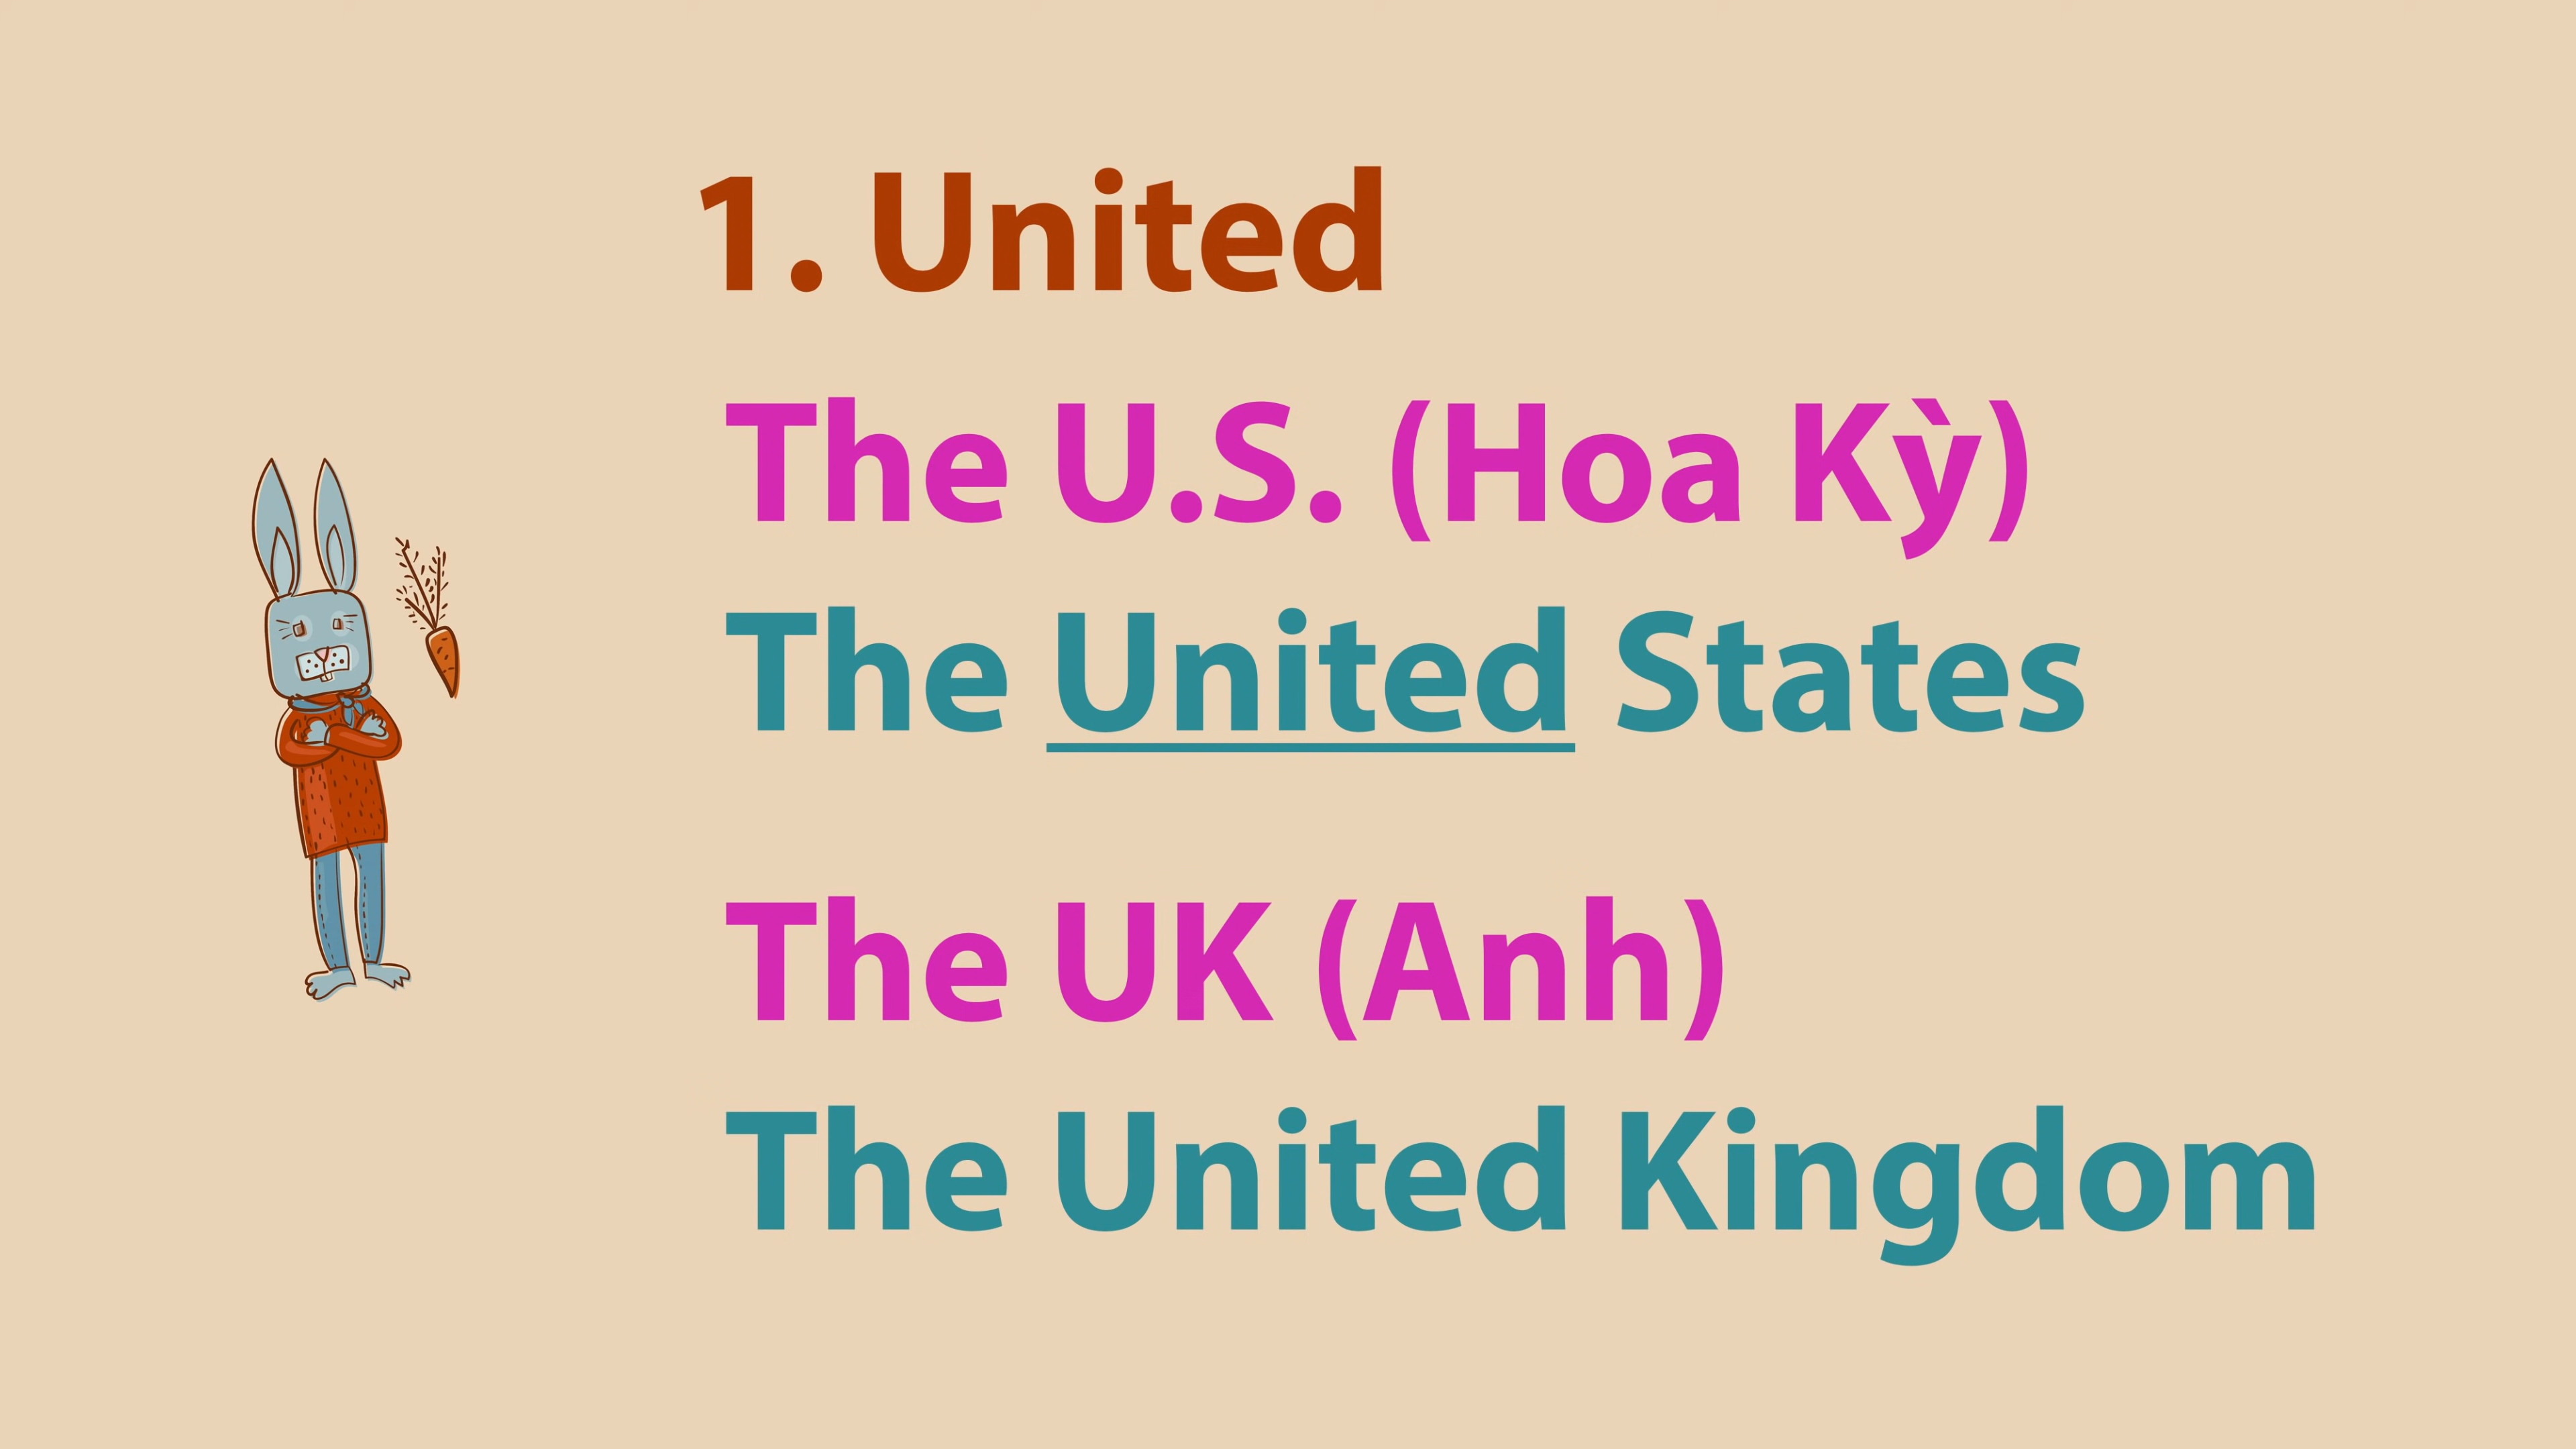 1. United
The U.S. (Hoa Kỳ)
The United States
The UK (Anh)
The United Kingdom